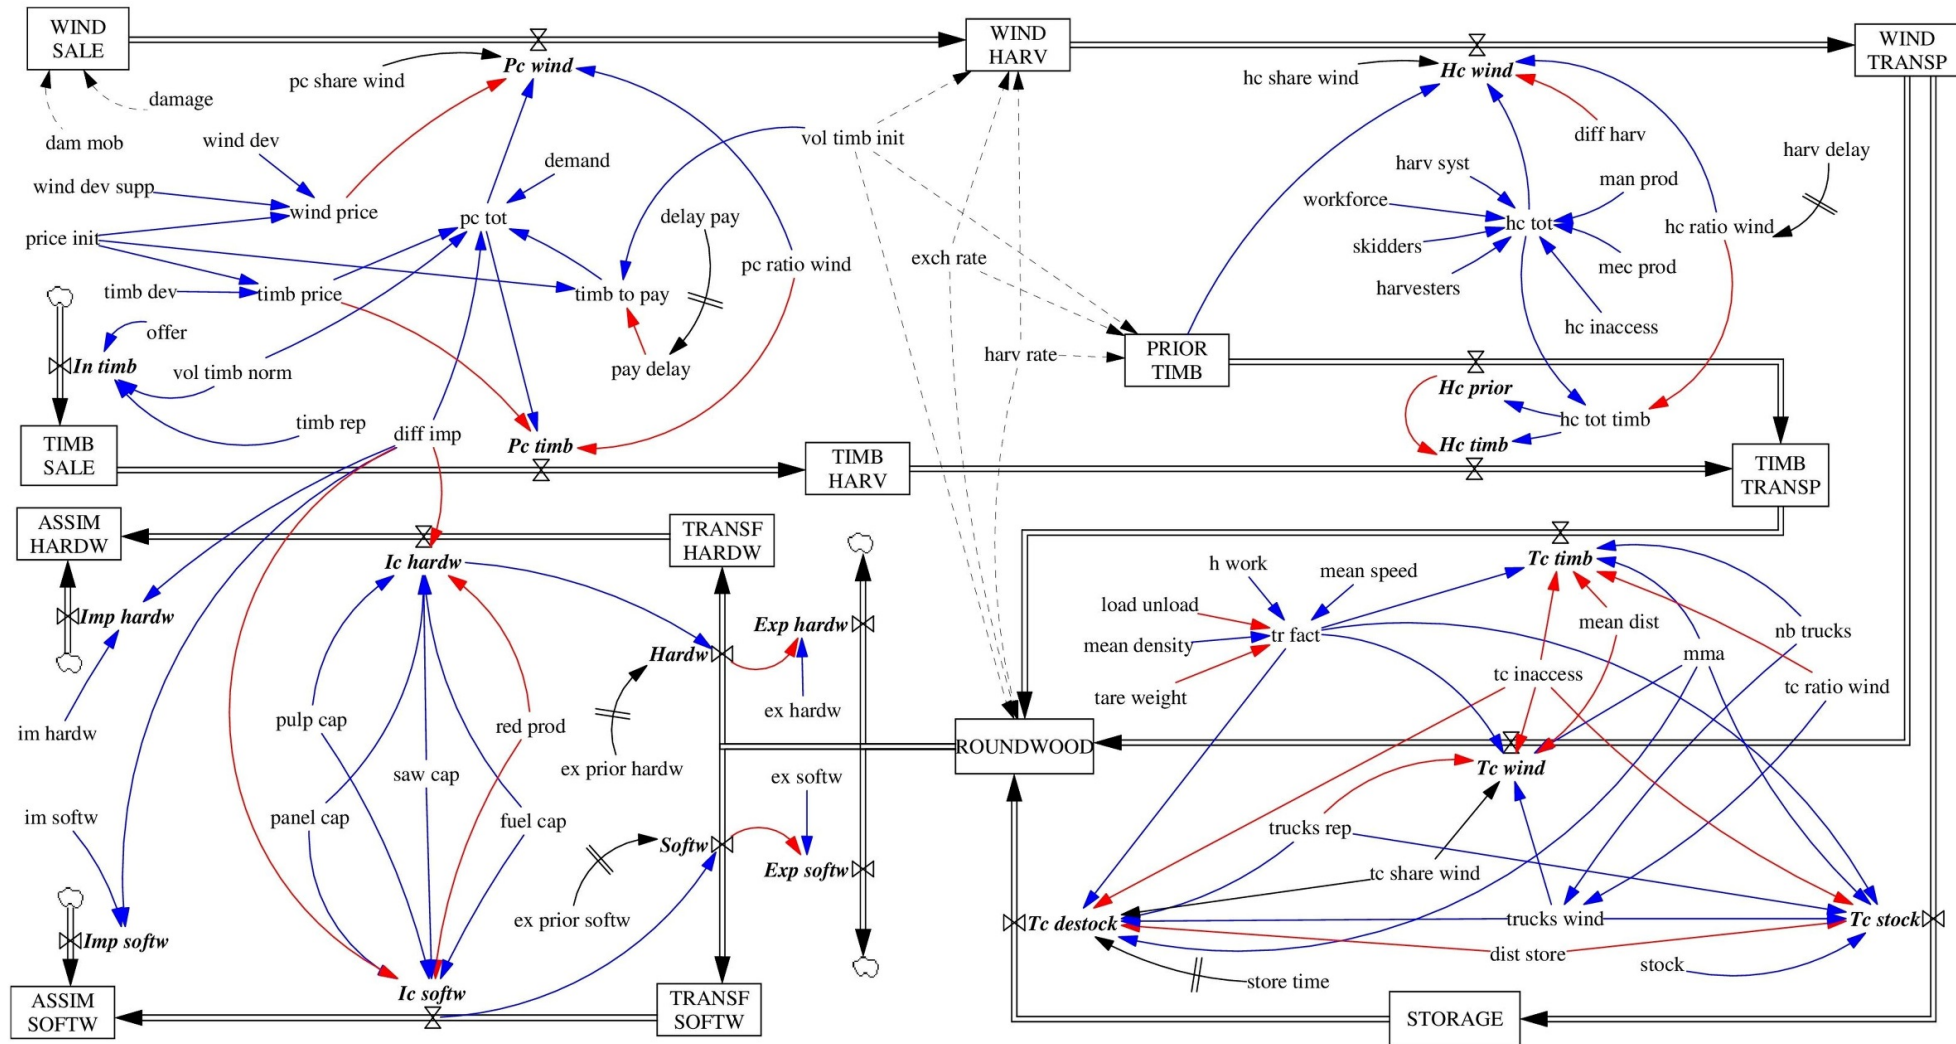 WIND
SALE
WIND
HARV
WIND
TRANSP
Pc wind
pc share wind
hc share wind
Hc wind
damage
dam mob
wind dev
vol timb init
diff harv
harv delay
demand
harv syst
man prod
wind dev supp
workforce
wind price
pc tot
delay pay
hc tot
hc ratio wind
price init
skidders
exch rate
pc ratio wind
mec prod
timb dev
timb price
timb to pay
harvesters
offer
hc inaccess
In timb
vol timb norm
pay delay
harv rate
PRIOR
TIMB
Hc prior
timb rep
diff imp
hc tot timb
TIMB
SALE
Pc timb
TIMB
HARV
Hc timb
TIMB
TRANSP
ASSIM
HARDW
TRANSF
HARDW
Ic hardw
Tc timb
h work
mean speed
load unload
Imp hardw
Exp hardw
mean dist
nb trucks
mean density
tr fact
Hardw
mma
tc inaccess
tc ratio wind
tare weight
im hardw
pulp cap
red prod
ex hardw
ROUNDWOOD
ex prior hardw
saw cap
ex softw
Tc wind
im softw
panel cap
fuel cap
trucks rep
Softw
Exp softw
tc share wind
ex prior softw
Tc destock
trucks wind
Tc stock
Imp softw
dist store
stock
store time
Ic softw
ASSIM
SOFTW
TRANSF
SOFTW
STORAGE